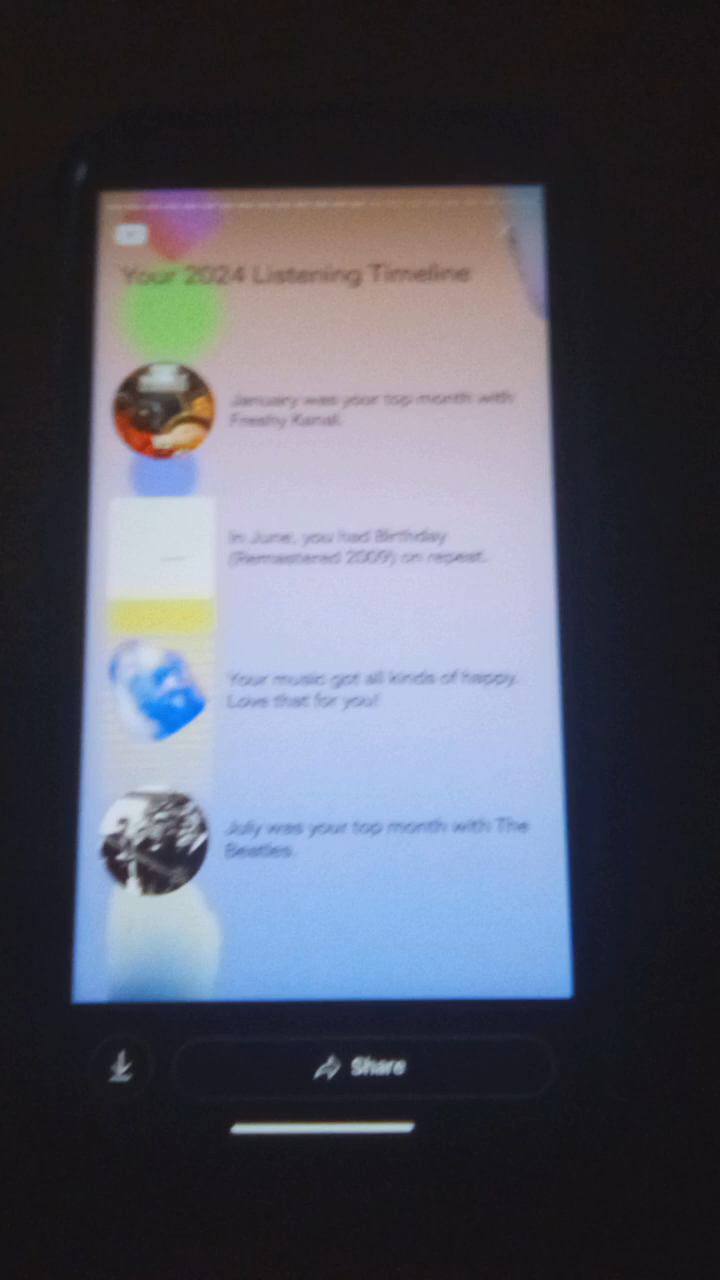 Your 2024 Listening Timeline
January was your top month with
Freshy Kanal.
In June, you had Birthday
(Remastered 2009) on repeat.
Your music got all kinds of happy.
Love that for you!
July was your top month with The
Beatles.
Share